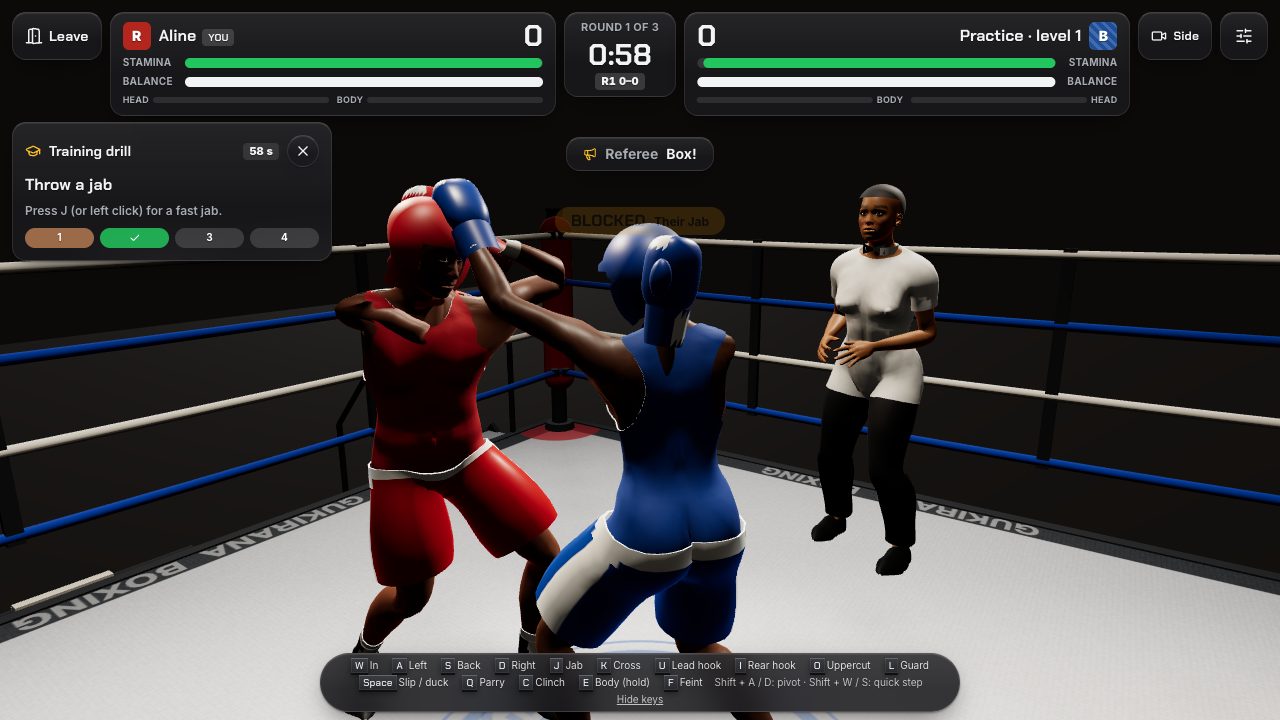 Leave
R Aline YOU 0
STAMINA
BALANCE
HEAD BODY
ROUND 1 OF 3
0:58
R1 0–0
0 Practice · level 1 B
STAMINA
BALANCE
BODY HEAD
Side
Training drill 58 s
Throw a jab
Press J (or left click) for a fast jab.
1 3 4
Referee Box!
BLOCKED Their Jab
BOXING GUKIRANA
BOXING GUKIRANA
W In A Left S Back D Right J Jab K Cross U Lead hook I Rear hook O Uppercut L Guard
Space Slip / duck Q Parry C Clinch E Body (hold) F Feint Shift + A / D: pivot · Shift + W / S: quick step
Hide keys